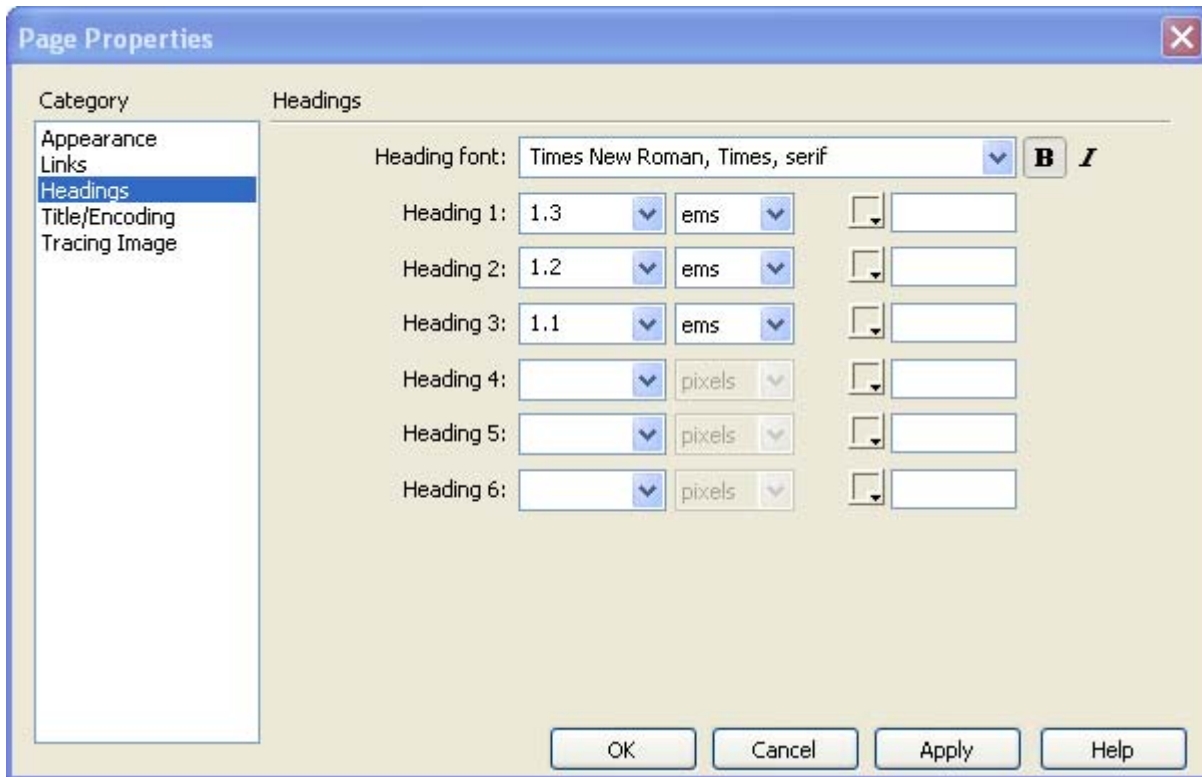 Page Properties
Category
Appearance
Links
Headings
Title/Encoding
Tracing Image
Headings
Heading font: Times New Roman, Times, serif B I
Heading 1: 1.3 ems
Heading 2: 1.2 ems
Heading 3: 1.1 ems
Heading 4: pixels
Heading 5: pixels
Heading 6: pixels
OK Cancel Apply Help